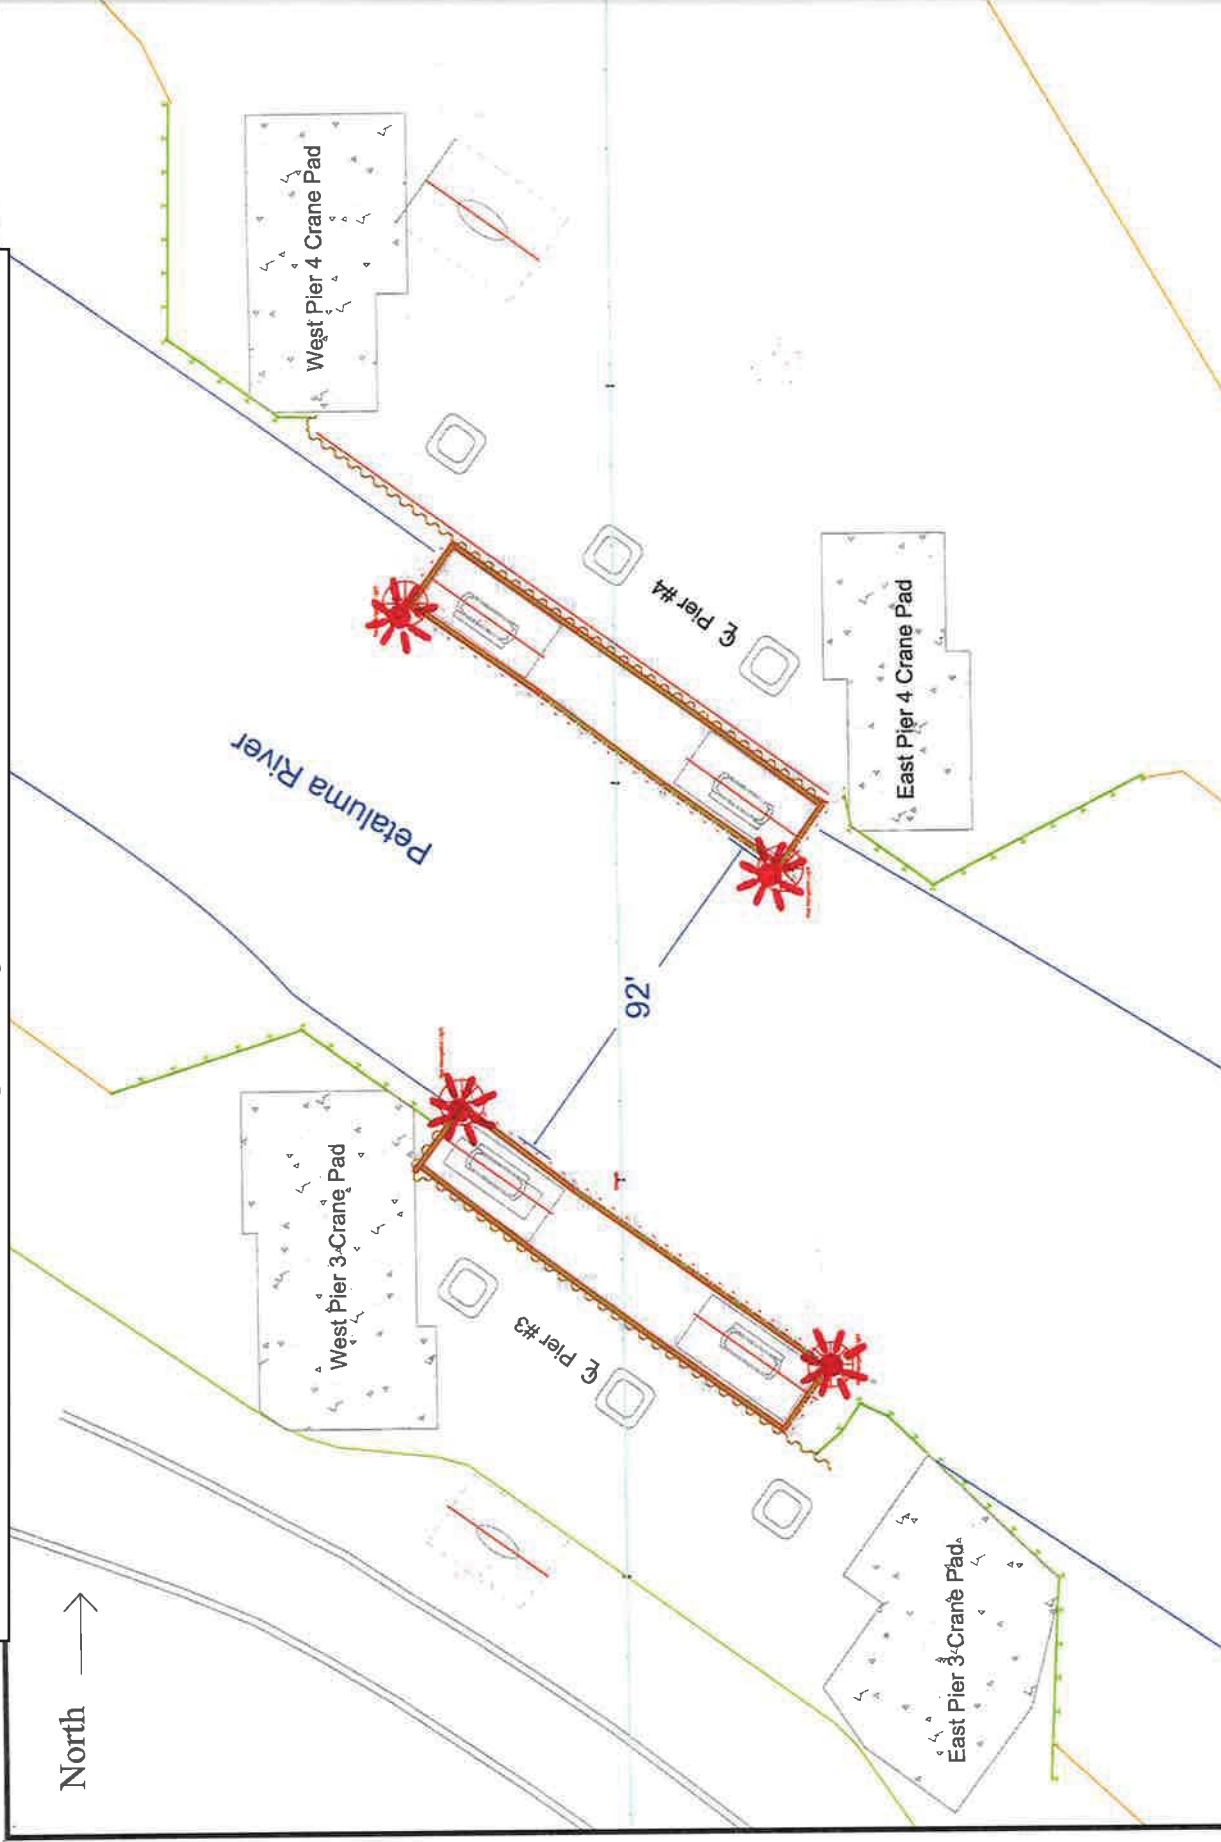 West Pier 4 Crane Pad
Petaluma River
℄ Pier #4
East Pier 4 Crane Pad
92'
West Pier 3 Crane Pad
℄ Pier #3
East Pier 3 Crane Pad
North